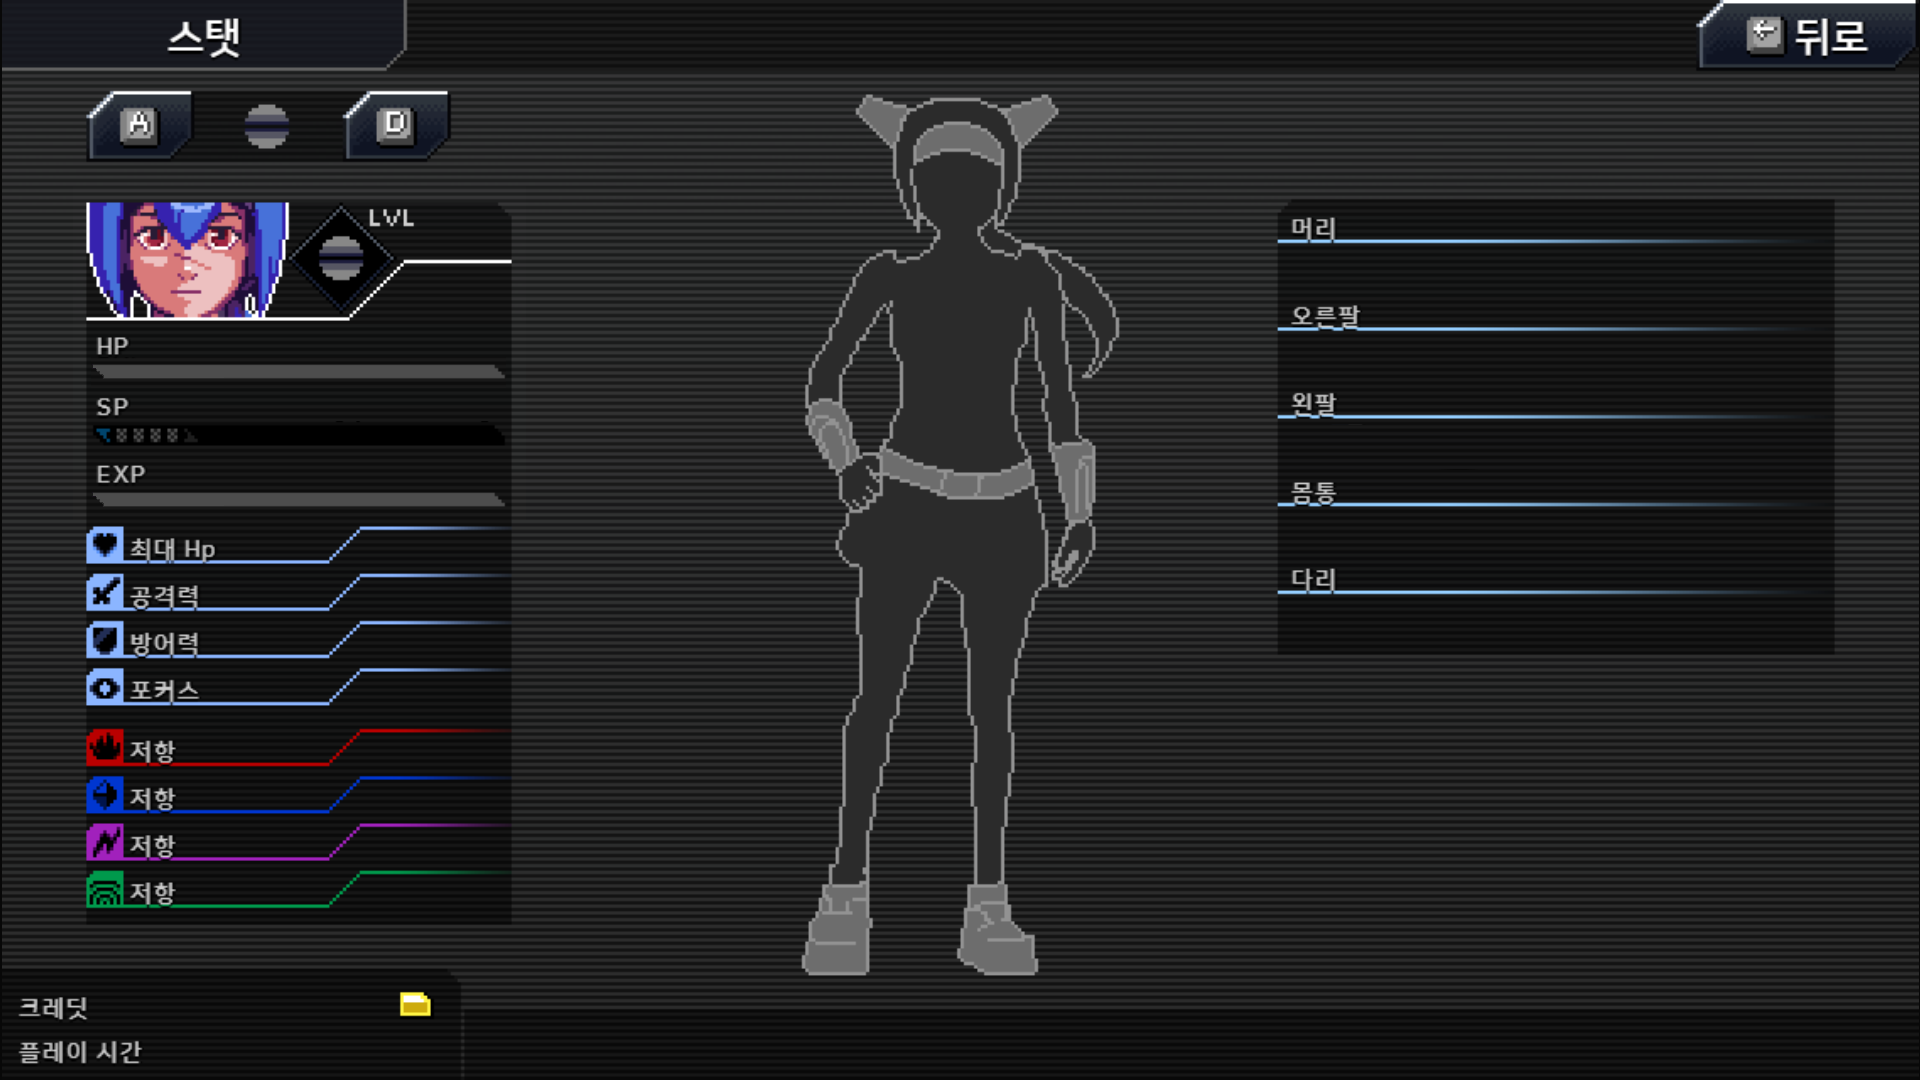 스탯
뒤로
A
D
LVL
HP
SP
EXP
최대 Hp
공격력
방어력
포커스
저항
저항
저항
저항
머리
오른팔
왼팔
몸통
다리
크레딧
플레이 시간